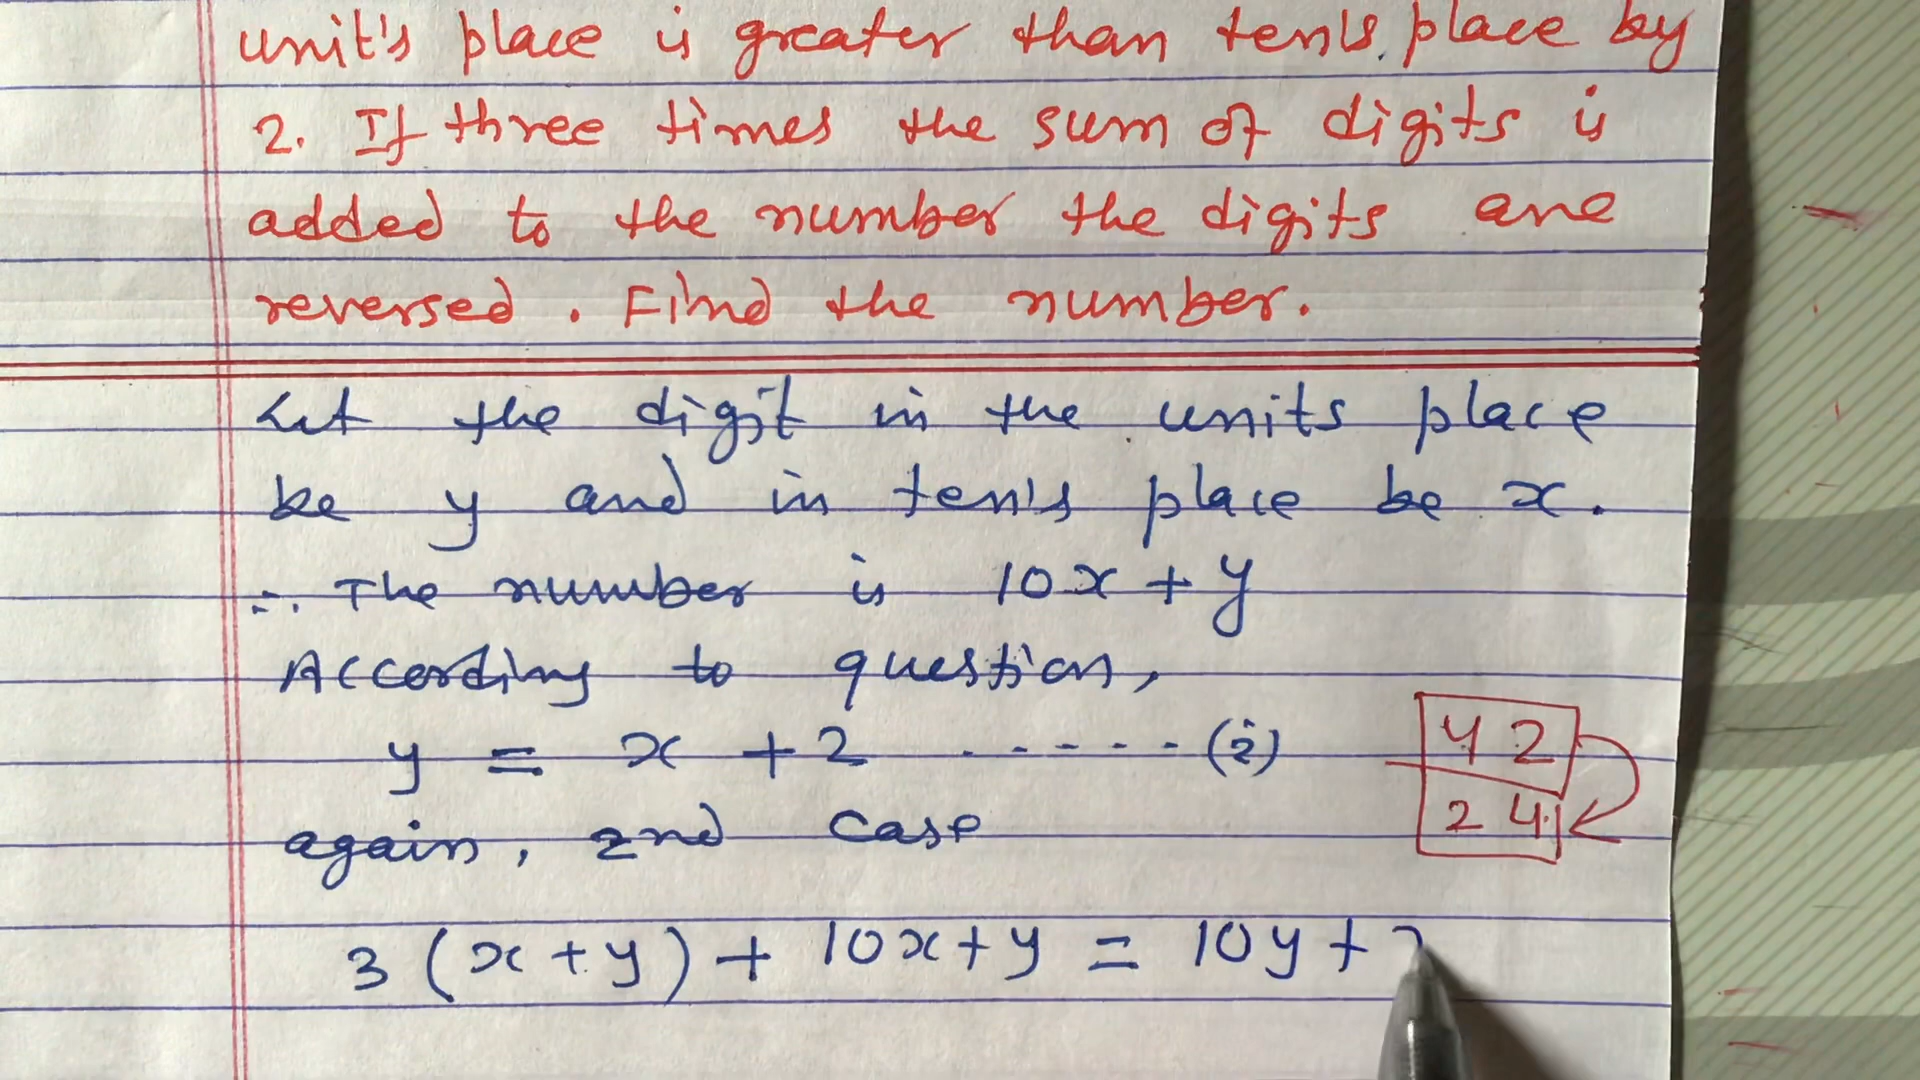 unit's place is greater than ten's place by
2. If three times the sum of digits is
added to the number the digits are
reversed. Find the number.
Let the digit in the units place
be y and in ten's place be x.
∴ The number is 10x + y
According to question,
y = x + 2 ------ (i)
42
24
again, 2nd case
3 (x + y) + 10x + y = 10y +